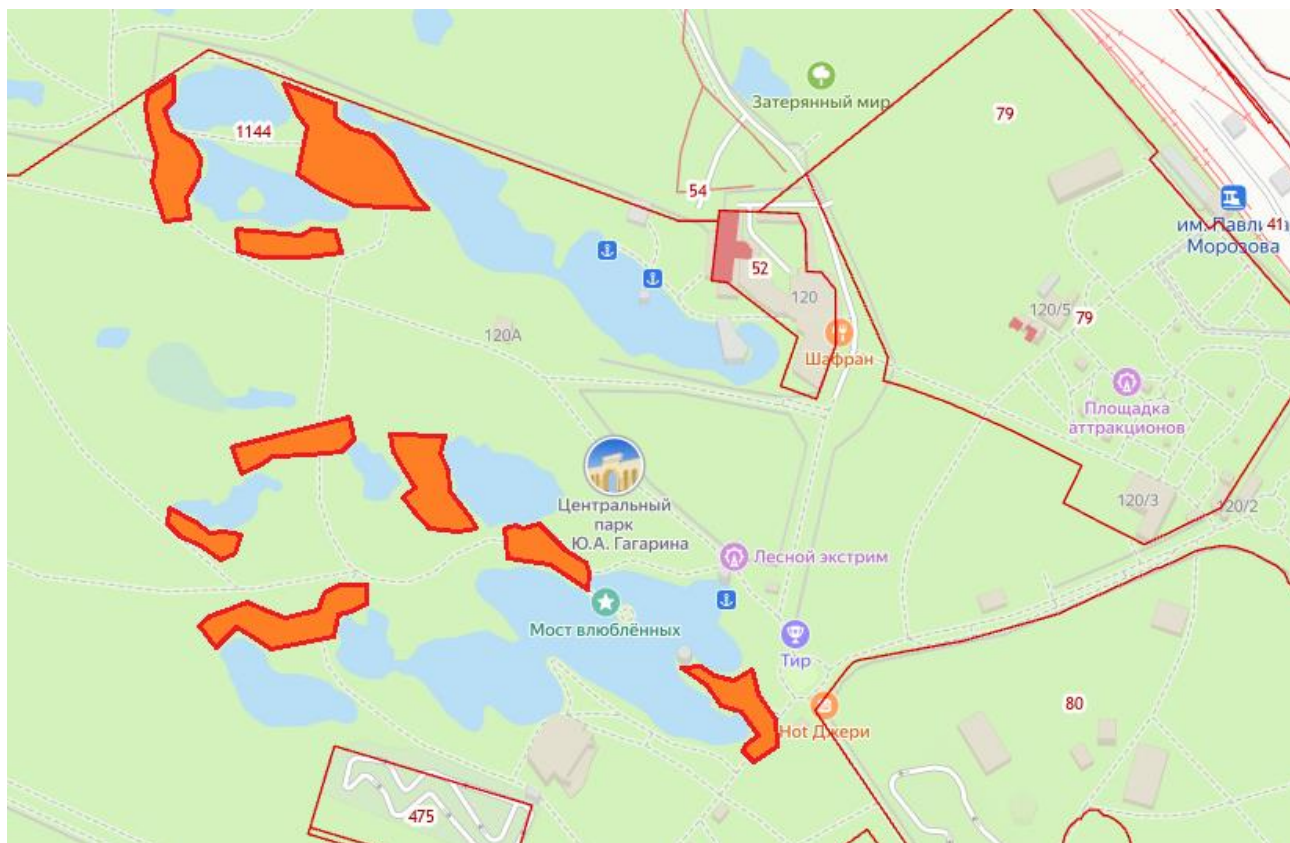 Затерянный мир
79
1144
54
41
им. Павли
Морозова
52
120
120/5
79
120А
Шафран
Площадка
аттракционов
Центральный
парк
Ю.А. Гагарина
120/3
120/2
Лесной экстрим
Мост влюблённых
Тир
80
Hot Джери
475